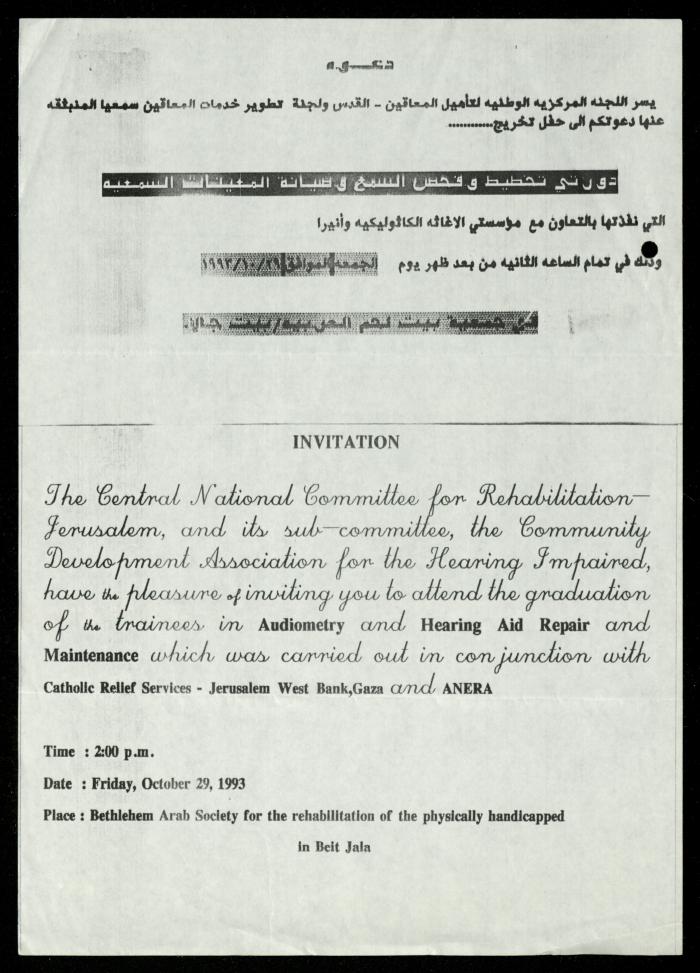 دعـــوه
يسر اللجنه المركزيه الوطنيه لتأهيل المعاقين - القدس ولجنة تطوير خدمات المعاقين سمعيا المنبثقه
عنها دعوتكم الى حفل تخريج............
دورتي تخطيط وفحص السمع وصيانة المعينات السمعيه
التي نفذتها بالتعاون مع مؤسستي الاغاثه الكاثوليكيه وأنيرا
وذلك في تمام الساعه الثانيه من بعد ظهر يوم الجمعه الموافق ١٩٩٣/١٠/٢٩
في جمعية بيت لحم العربيه/بيت جالا.
INVITATION
The Central National Committee for Rehabilitation—
Jerusalem, and its sub—committee, the Community
Development Association for the Hearing Impaired,
have the pleasure of inviting you to attend the graduation
of the trainees in Audiometry and Hearing Aid Repair and
Maintenance which was carried out in conjunction with
Catholic Relief Services - Jerusalem West Bank,Gaza and ANERA
Time : 2:00 p.m.
Date : Friday, October 29, 1993
Place : Bethlehem Arab Society for the rehabilitation of the physically handicapped
in Beit Jala